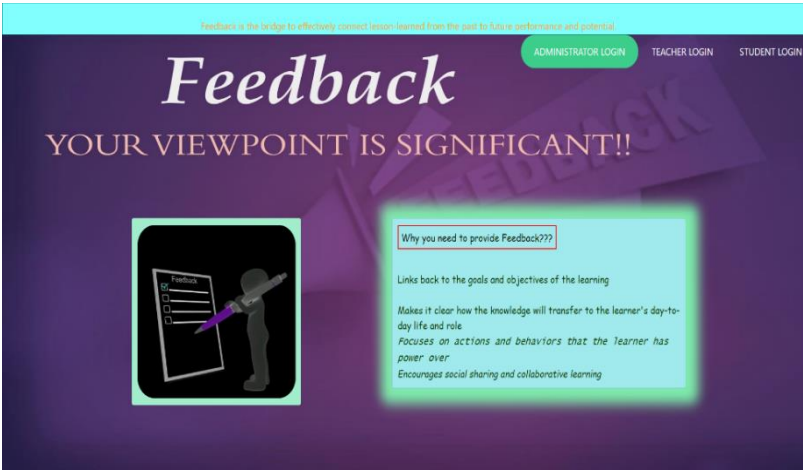 Feedback is the bridge to effectively connect lesson-learned from the past to future performance and potential.
ADMINISTRATOR LOGIN TEACHER LOGIN STUDENT LOGIN
Feedback
YOUR VIEWPOINT IS SIGNIFICANT!!
FEEDBACK
Feedback
Why you need to provide Feedback???
Links back to the goals and objectives of the learning
Makes it clear how the knowledge will transfer to the learner's day-to-
day life and role
Focuses on actions and behaviors that the learner has
power over
Encourages social sharing and collaborative learning